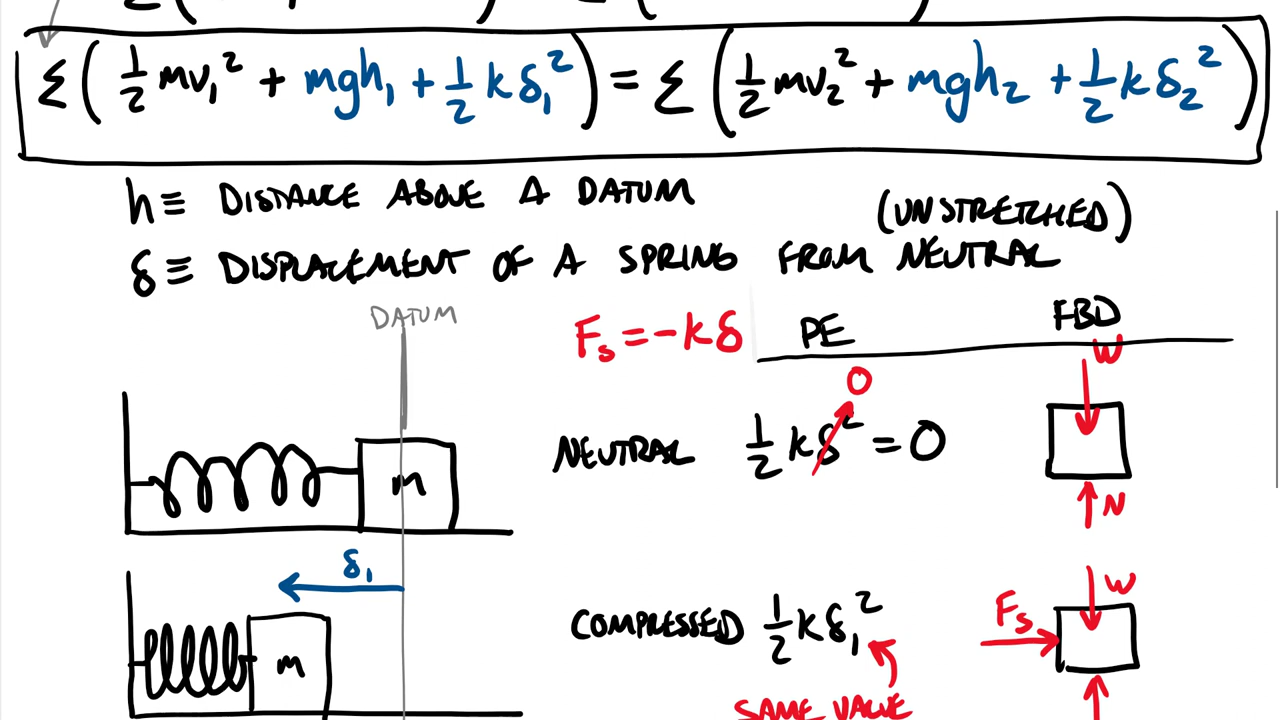 Σ(½mv₁² + mgh₁ + ½kδ₁²) = Σ(½mv₂² + mgh₂ + ½kδ₂²)
h ≡ DISTANCE ABOVE A DATUM
(UNSTRETCHED)
δ ≡ DISPLACEMENT OF A SPRING FROM NEUTRAL
DATUM
Fₛ = -kδ
PE
FBD
W
0
NEUTRAL ½kδ² = 0
m
N
δ₁
W
COMPRESSED ½kδ₁²
Fₛ
m
SAME VALUE